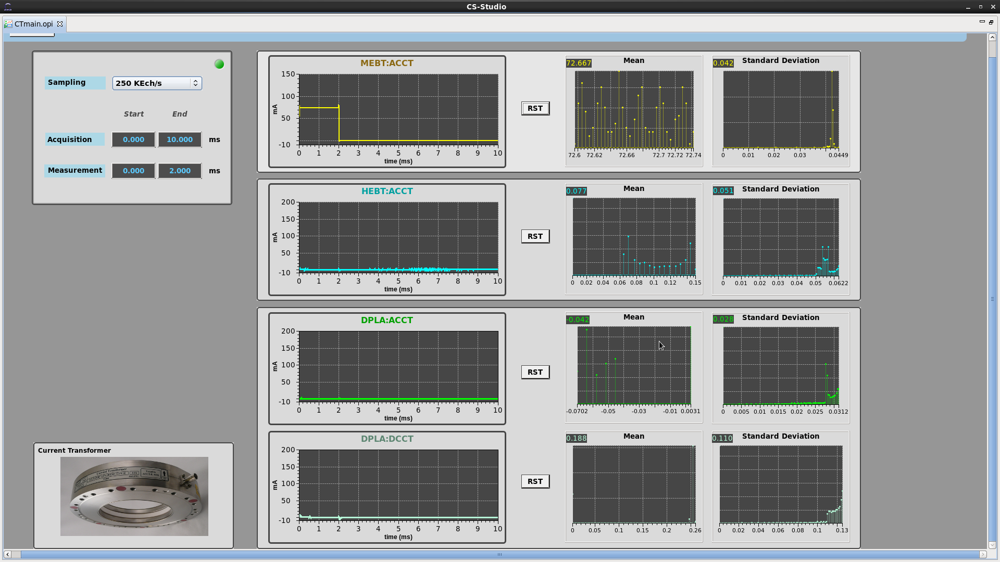 CS-Studio
CTmain.opi
Sampling
250 KEch/s
Start End
Acquisition 0.000 10.000 ms
Measurement 0.000 2.000 ms
MEBT:ACCT
150
100
50
-10
mA
0 1 2 3 4 5 6 7 8 9 10
time (ms)
RST
72.667
Mean
72.6 72.62 72.66 72.7 72.72 72.74
0.042
Standard Deviation
0 0.01 0.02 0.03 0.0449
HEBT:ACCT
200
150
100
50
-10
mA
0 1 2 3 4 5 6 7 8 9 10
time (ms)
RST
0.077
Mean
0 0.02 0.04 0.06 0.08 0.1 0.12 0.15
0.051
Standard Deviation
0 0.01 0.02 0.03 0.04 0.05 0.0622
DPLA:ACCT
200
150
100
50
-10
mA
0 1 2 3 4 5 6 7 8 9 10
time (ms)
RST
-0.042
Mean
-0.0702 -0.05 -0.03 -0.01 0.0031
0.028
Standard Deviation
0 0.005 0.01 0.015 0.02 0.025 0.0312
DPLA:DCCT
200
150
100
50
-10
mA
0 1 2 3 4 5 6 7 8 9 10
time (ms)
RST
0.188
Mean
0 0.05 0.1 0.15 0.2 0.26
0.110
Standard Deviation
0 0.02 0.04 0.06 0.08 0.1 0.13
Current Transformer
Current Transformer